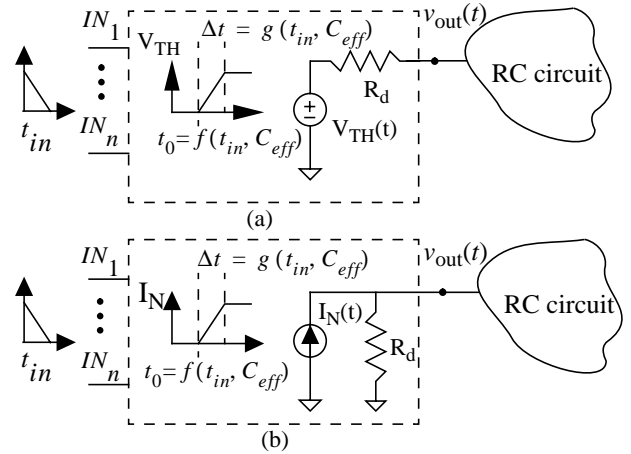 IN1
Δt = g(tin, Ceff)
vout(t)
VTH
RC circuit
Rd
tin
INn
t0 = f(tin, Ceff)
VTH(t)
(a)
IN1
Δt = g(tin, Ceff)
vout(t)
IN
IN(t)
RC circuit
Rd
tin
INn
t0 = f(tin, Ceff)
(b)